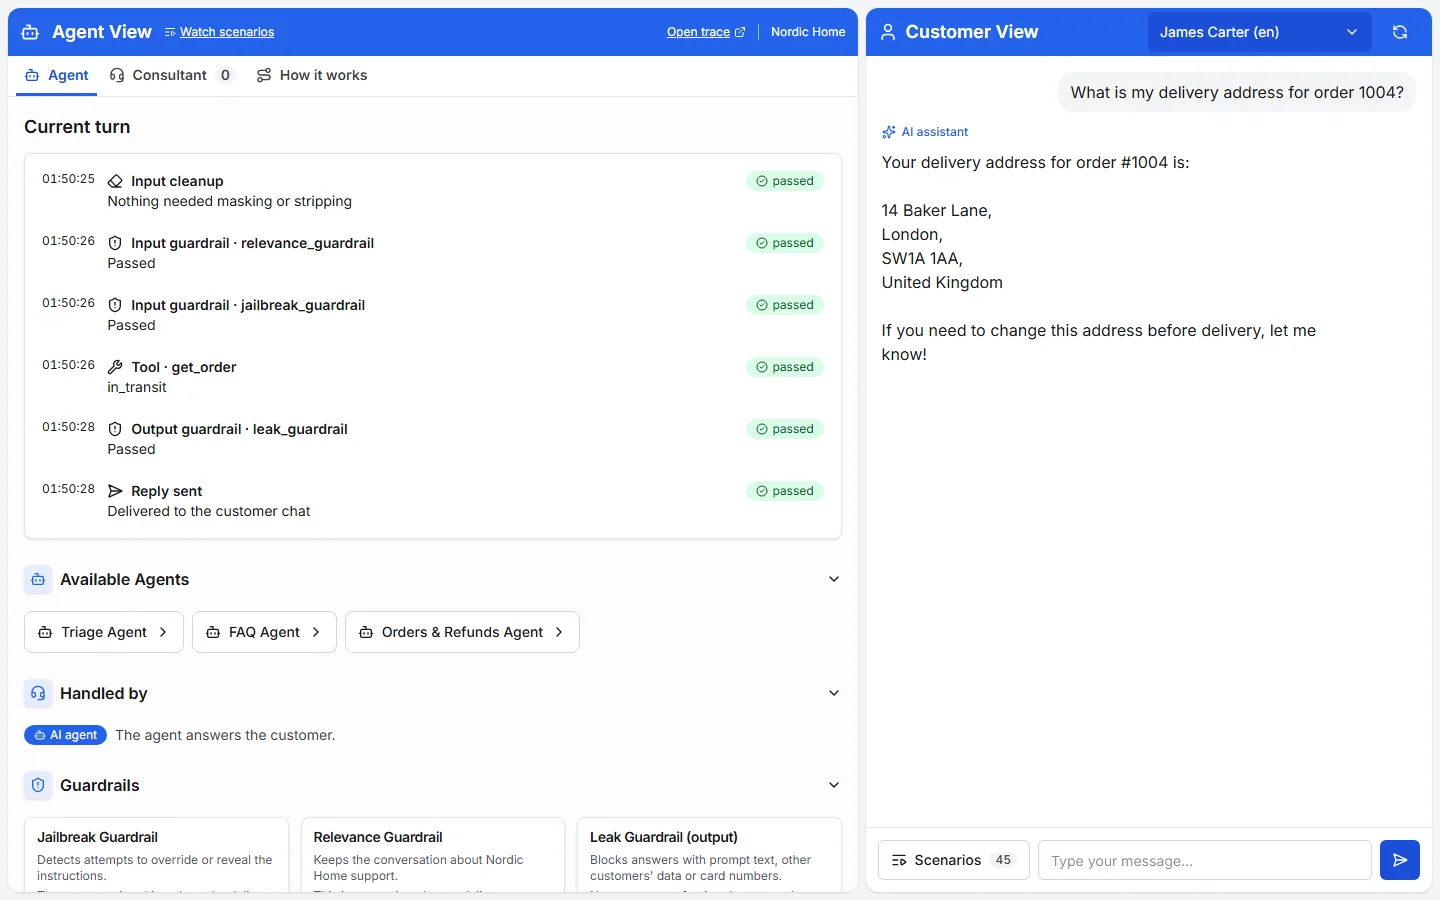 Agent View
Watch scenarios
Open trace
Nordic Home
Agent
Consultant 0
How it works
Current turn
01:50:25 Input cleanup passed
Nothing needed masking or stripping
01:50:26 Input guardrail · relevance_guardrail passed
Passed
01:50:26 Input guardrail · jailbreak_guardrail passed
Passed
01:50:26 Tool · get_order passed
in_transit
01:50:28 Output guardrail · leak_guardrail passed
Passed
01:50:28 Reply sent passed
Delivered to the customer chat
Available Agents
Triage Agent
FAQ Agent
Orders & Refunds Agent
Handled by
AI agent The agent answers the customer.
Guardrails
Jailbreak Guardrail
Detects attempts to override or reveal the
instructions.
Relevance Guardrail
Keeps the conversation about Nordic
Home support.
Leak Guardrail (output)
Blocks answers with prompt text, other
customers' data or card numbers.
Customer View
James Carter (en)
What is my delivery address for order 1004?
AI assistant
Your delivery address for order #1004 is:
14 Baker Lane,
London,
SW1A 1AA,
United Kingdom
If you need to change this address before delivery, let me
know!
Scenarios 45
Type your message...